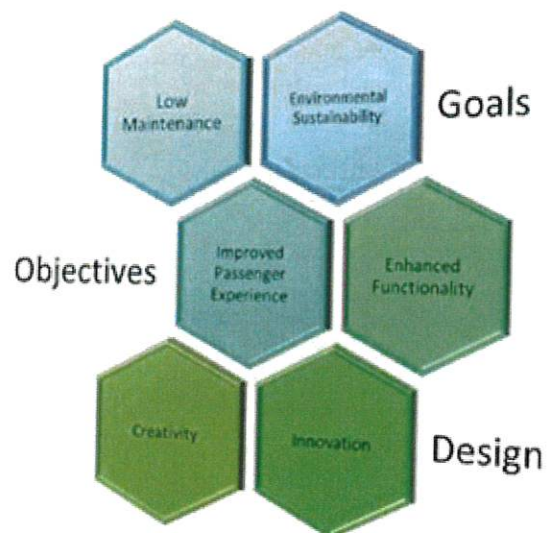 Low
Maintenance
Environmental
Sustainability
Goals
Objectives
Improved
Passenger
Experience
Enhanced
Functionality
Creativity
Innovation
Design